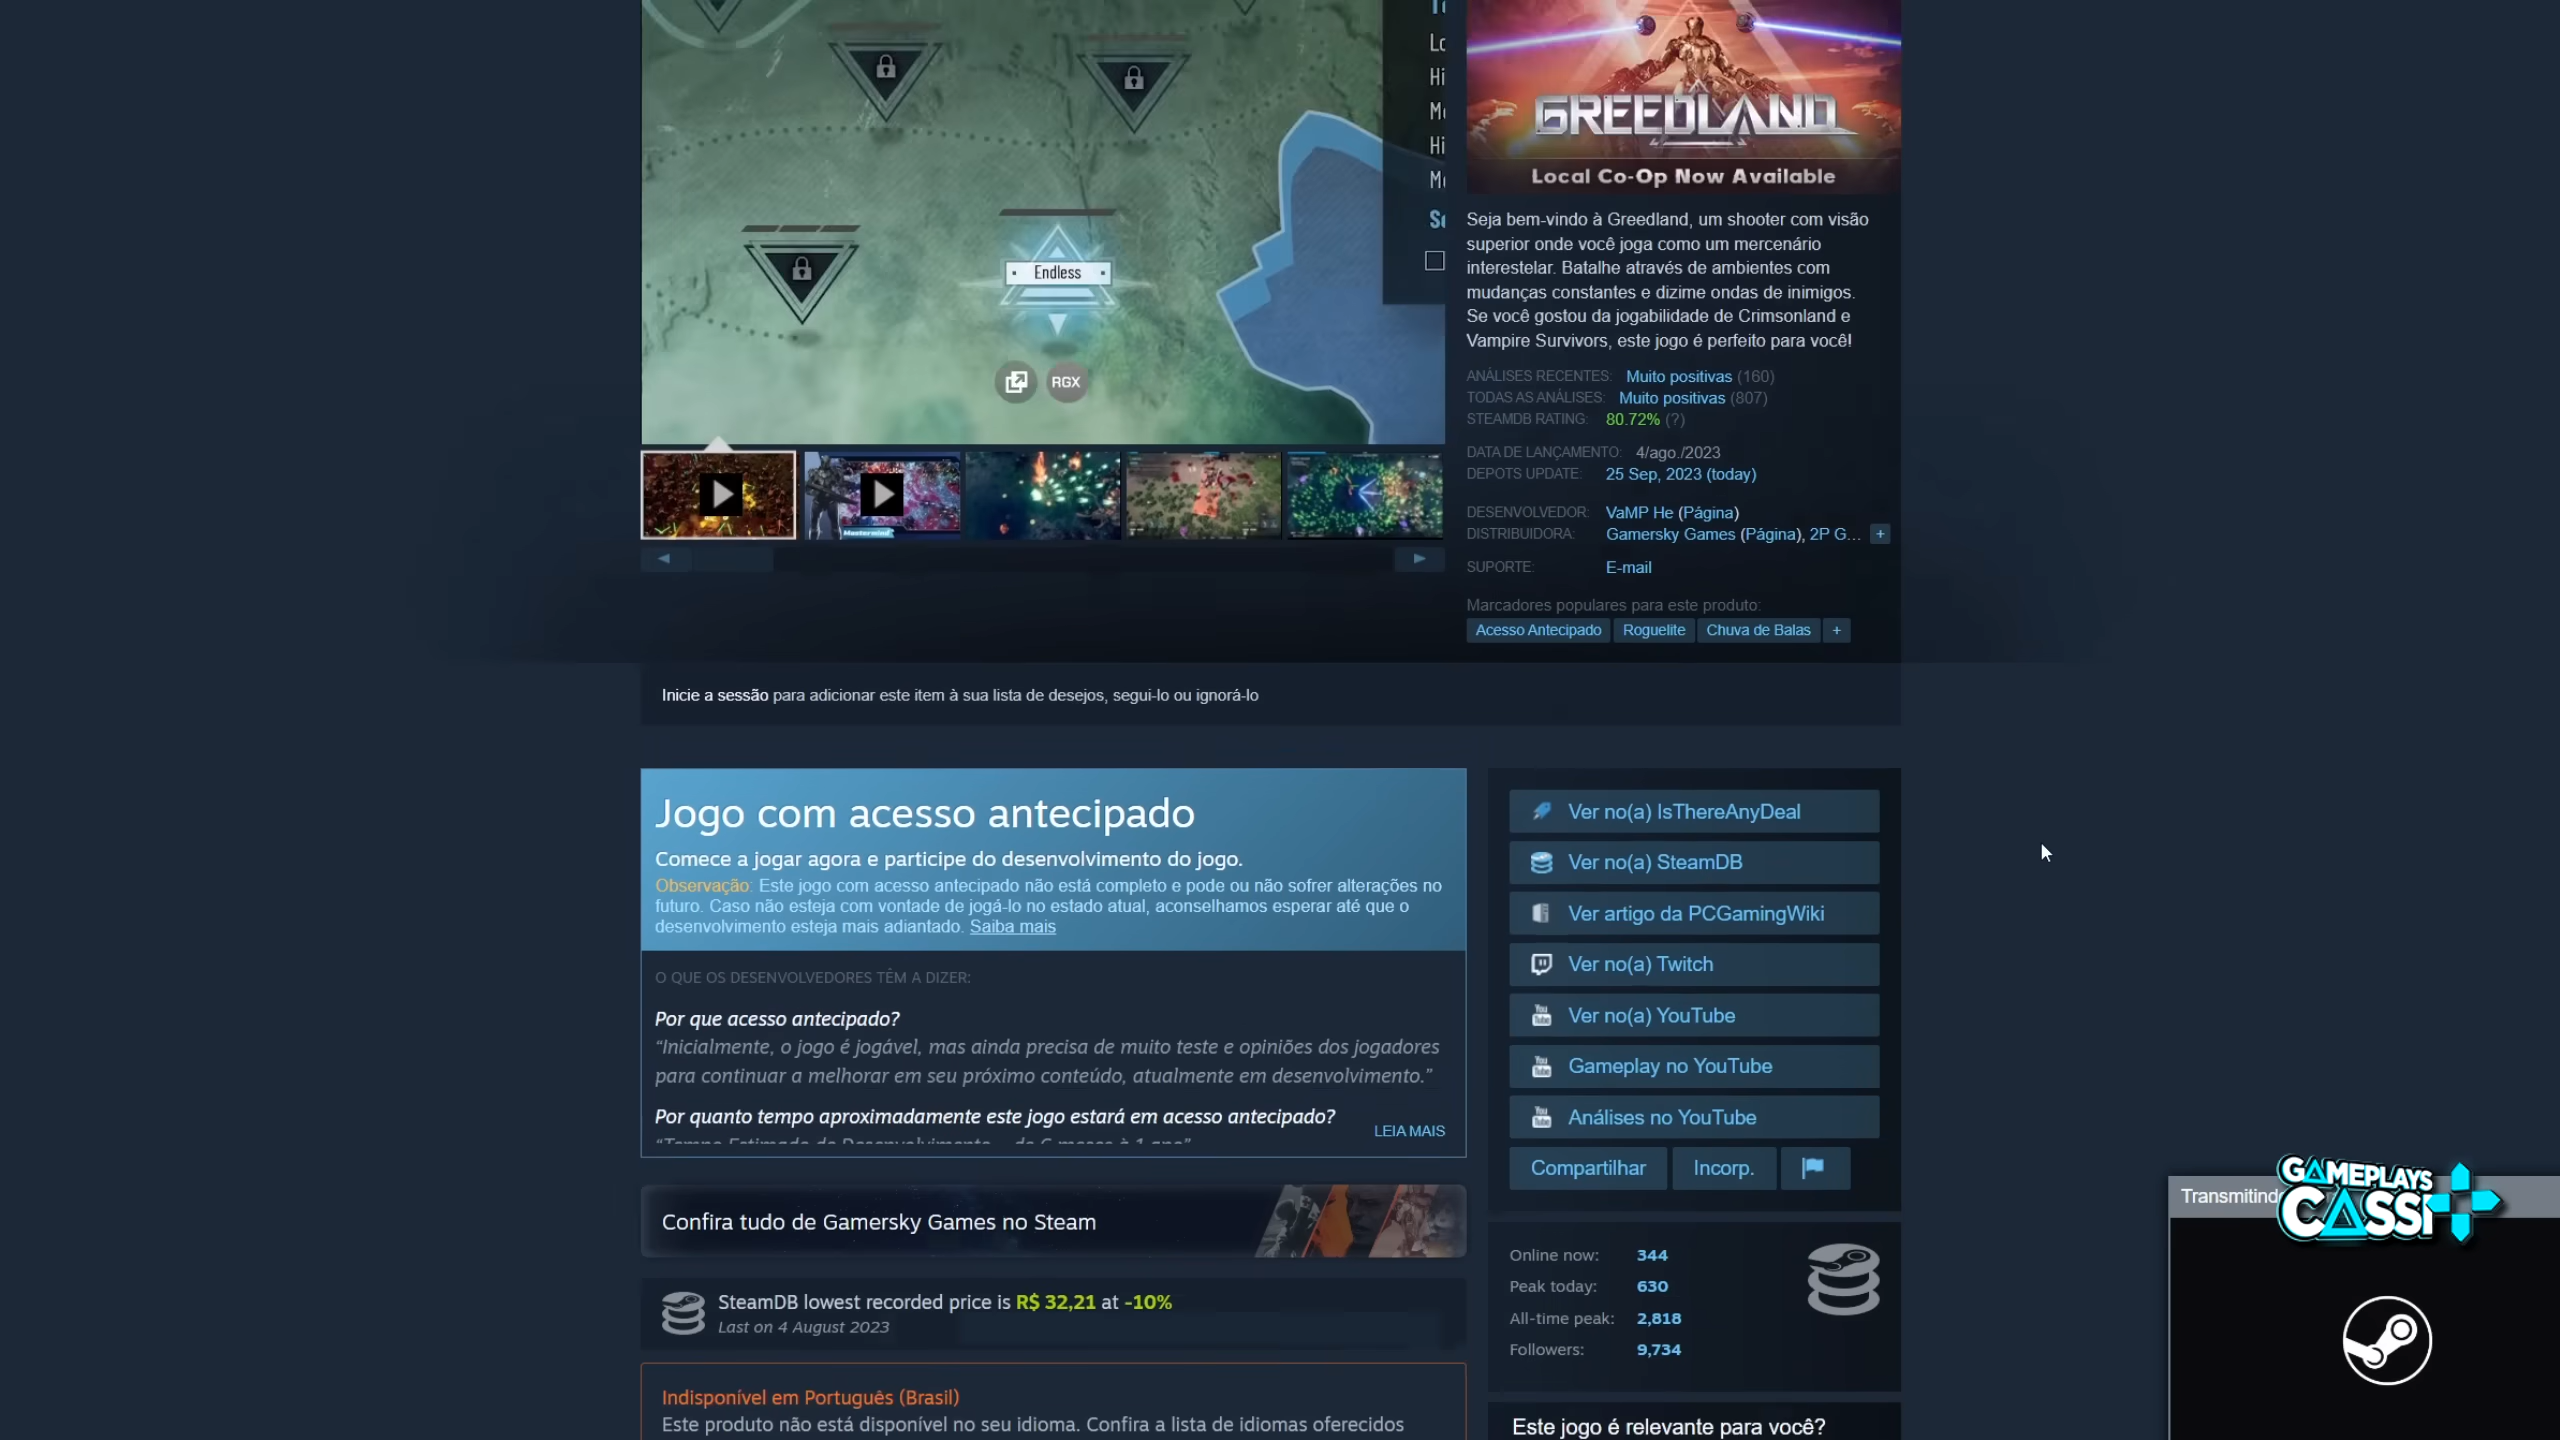 Endless
RGX
Mastermind
GREEDLAND
Local Co-Op Now Available
Seja bem-vindo à Greedland, um shooter com visão
superior onde você joga como um mercenário
interestelar. Batalhe através de ambientes com
mudanças constantes e dizime ondas de inimigos.
Se você gostou da jogabilidade de Crimsonland e
Vampire Survivors, este jogo é perfeito para você!
ANÁLISES RECENTES: Muito positivas (160)
TODAS AS ANÁLISES: Muito positivas (807)
STEAMDB RATING: 80.72% (?)
DATA DE LANÇAMENTO: 4/ago./2023
DEPOTS UPDATE: 25 Sep, 2023 (today)
DESENVOLVEDOR: VaMP He (Página)
DISTRIBUIDORA: Gamersky Games (Página), 2P G... +
SUPORTE: E-mail
Marcadores populares para este produto:
Acesso Antecipado Roguelite Chuva de Balas +
Inicie a sessão para adicionar este item à sua lista de desejos, segui-lo ou ignorá-lo
Jogo com acesso antecipado
Comece a jogar agora e participe do desenvolvimento do jogo.
Observação: Este jogo com acesso antecipado não está completo e pode ou não sofrer alterações no
futuro. Caso não esteja com vontade de jogá-lo no estado atual, aconselhamos esperar até que o
desenvolvimento esteja mais adiantado. Saiba mais
O QUE OS DESENVOLVEDORES TÊM A DIZER:
Por que acesso antecipado?
“Inicialmente, o jogo é jogável, mas ainda precisa de muito teste e opiniões dos jogadores
para continuar a melhorar em seu próximo conteúdo, atualmente em desenvolvimento.”
Por quanto tempo aproximadamente este jogo estará em acesso antecipado?
LEIA MAIS
Confira tudo de Gamersky Games no Steam
SteamDB lowest recorded price is R$ 32,21 at -10%
Last on 4 August 2023
Indisponível em Português (Brasil)
Este produto não está disponível no seu idioma. Confira a lista de idiomas oferecidos
Ver no(a) IsThereAnyDeal
Ver no(a) SteamDB
Ver artigo da PCGamingWiki
Ver no(a) Twitch
Ver no(a) YouTube
Gameplay no YouTube
Análises no YouTube
Compartilhar Incorp.
Online now: 344
Peak today: 630
All-time peak: 2,818
Followers: 9,734
Este jogo é relevante para você?
Transmitind
GAMEPLAYS
CASSI